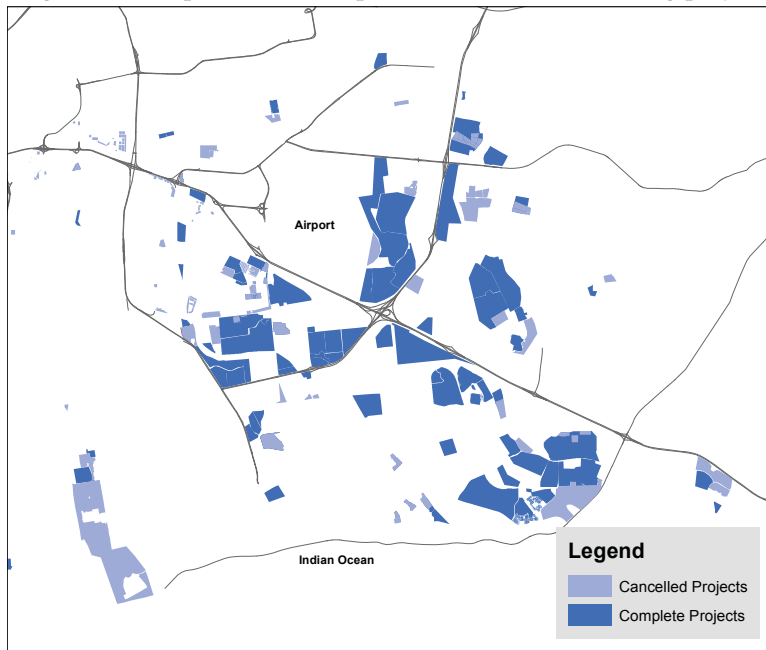 Airport
Indian Ocean
Legend
Cancelled Projects
Complete Projects